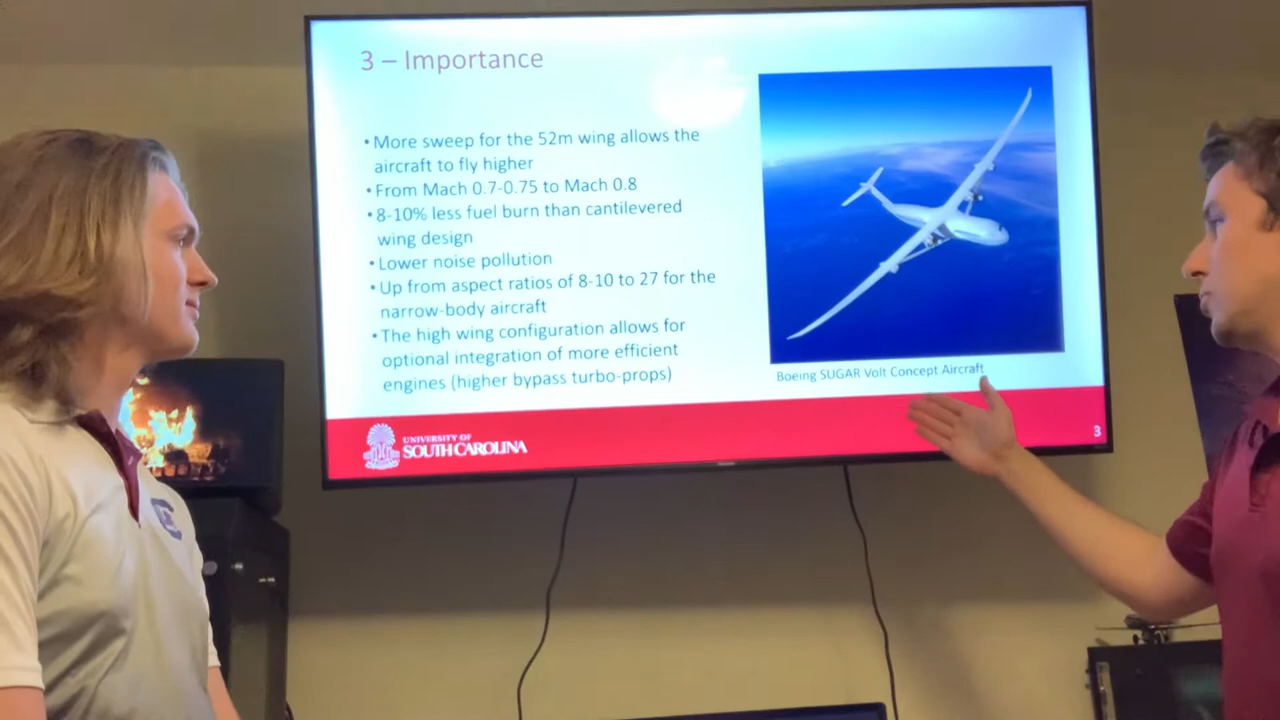 3 – Importance
• More sweep for the 52m wing allows the
aircraft to fly higher
• From Mach 0.7-0.75 to Mach 0.8
• 8-10% less fuel burn than cantilevered
wing design
• Lower noise pollution
• Up from aspect ratios of 8-10 to 27 for the
narrow-body aircraft
• The high wing configuration allows for
optional integration of more efficient
engines (higher bypass turbo-props)
Boeing SUGAR Volt Concept Aircraft
UNIVERSITY OF
SOUTH CAROLINA
3